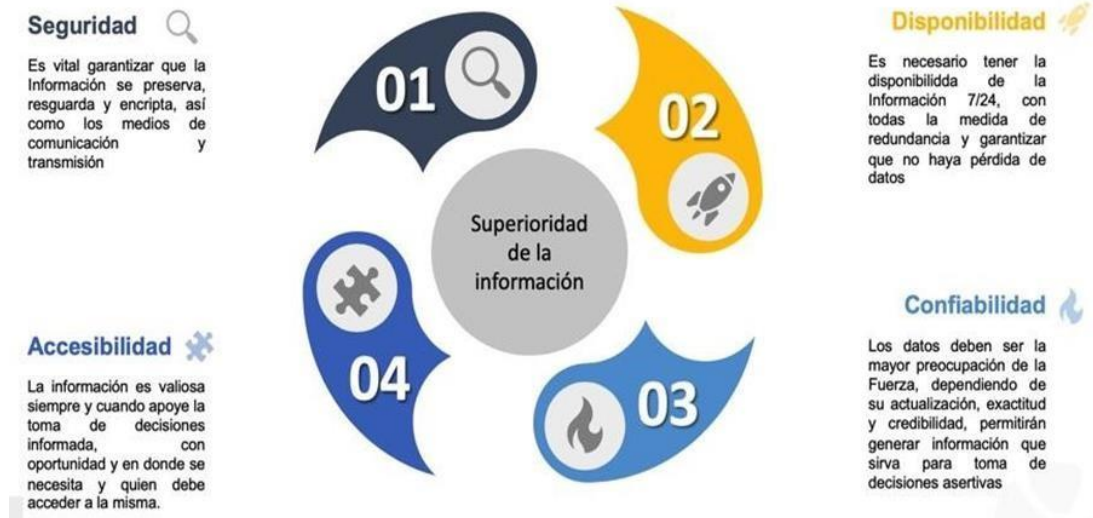 Seguridad
Es vital garantizar que la
Información se preserva,
resguarda y encripta, así
como los medios de
comunicación y
transmisión
01
02
Disponibilidad
Es necesario tener la
disponibilidda de la
Información 7/24, con
todas la medida de
redundancia y garantizar
que no haya pérdida de
datos
Superioridad
de la
información
Accesibilidad
La información es valiosa
siempre y cuando apoye la
toma de decisiones
informada, con
oportunidad y en donde se
necesita y quien debe
acceder a la misma.
04
03
Confiabilidad
Los datos deben ser la
mayor preocupación de la
Fuerza, dependiendo de
su actualización, exactitud
y credibilidad, permitirán
generar información que
sirva para toma de
decisiones asertivas